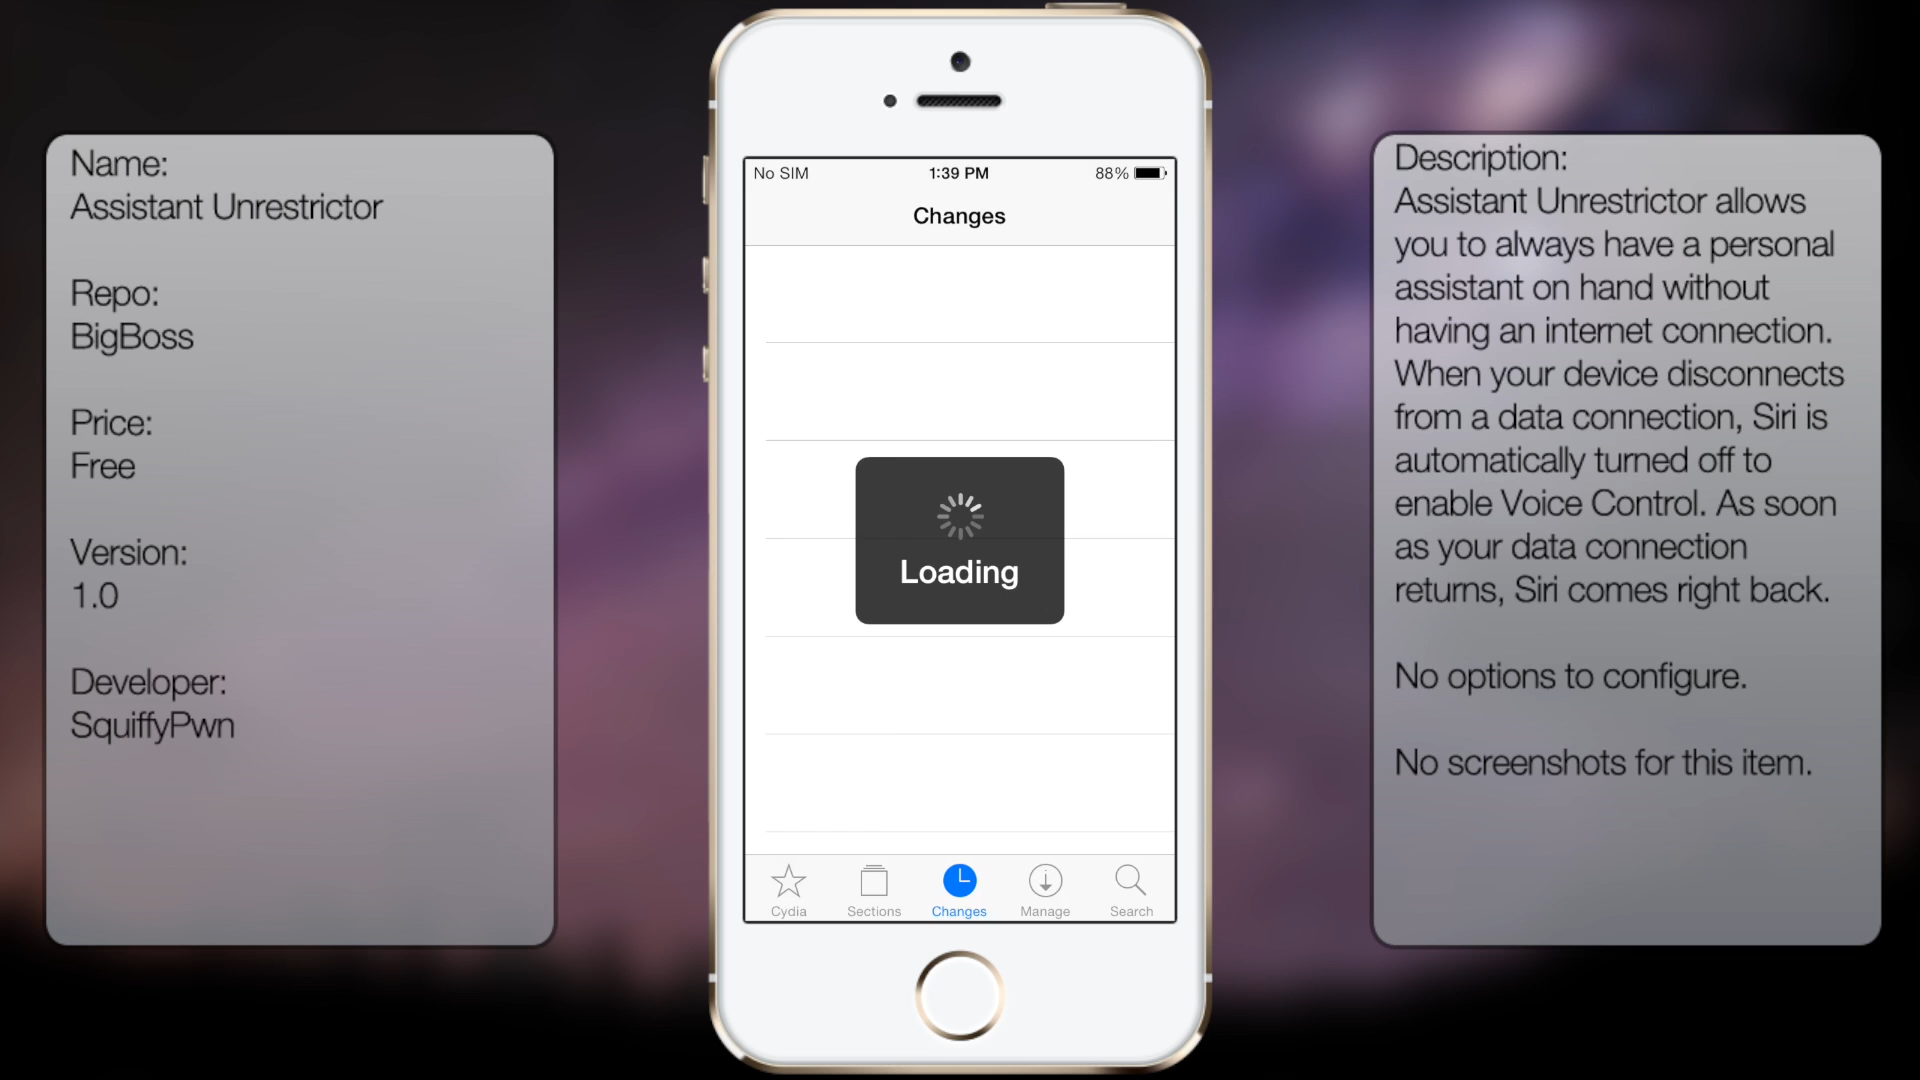 Name:
Assistant Unrestrictor
Repo:
BigBoss
Price:
Free
Version:
1.0
Developer:
SquiffyPwn
No SIM
1:39 PM
88%
Changes
Loading
Cydia
Sections
Changes
Manage
Search
Description:
Assistant Unrestrictor allows
you to always have a personal
assistant on hand without
having an internet connection.
When your device disconnects
from a data connection, Siri is
automatically turned off to
enable Voice Control. As soon
as your data connection
returns, Siri comes right back.
No options to configure.
No screenshots for this item.